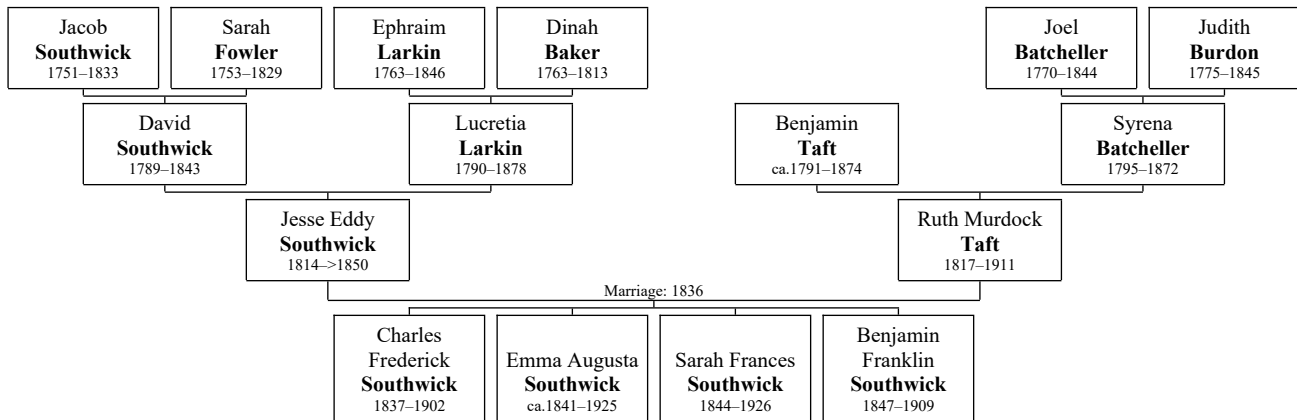 Jacob
Southwick
1751–1833
Sarah
Fowler
1753–1829
Ephraim
Larkin
1763–1846
Dinah
Baker
1763–1813
Joel
Batcheller
1770–1844
Judith
Burdon
1775–1845
David
Southwick
1789–1843
Lucretia
Larkin
1790–1878
Benjamin
Taft
ca.1791–1874
Syrena
Batcheller
1795–1872
Jesse Eddy
Southwick
1814–>1850
Ruth Murdock
Taft
1817–1911
Marriage: 1836
Charles
Frederick
Southwick
1837–1902
Emma Augusta
Southwick
ca.1841–1925
Sarah Frances
Southwick
1844–1926
Benjamin
Franklin
Southwick
1847–1909